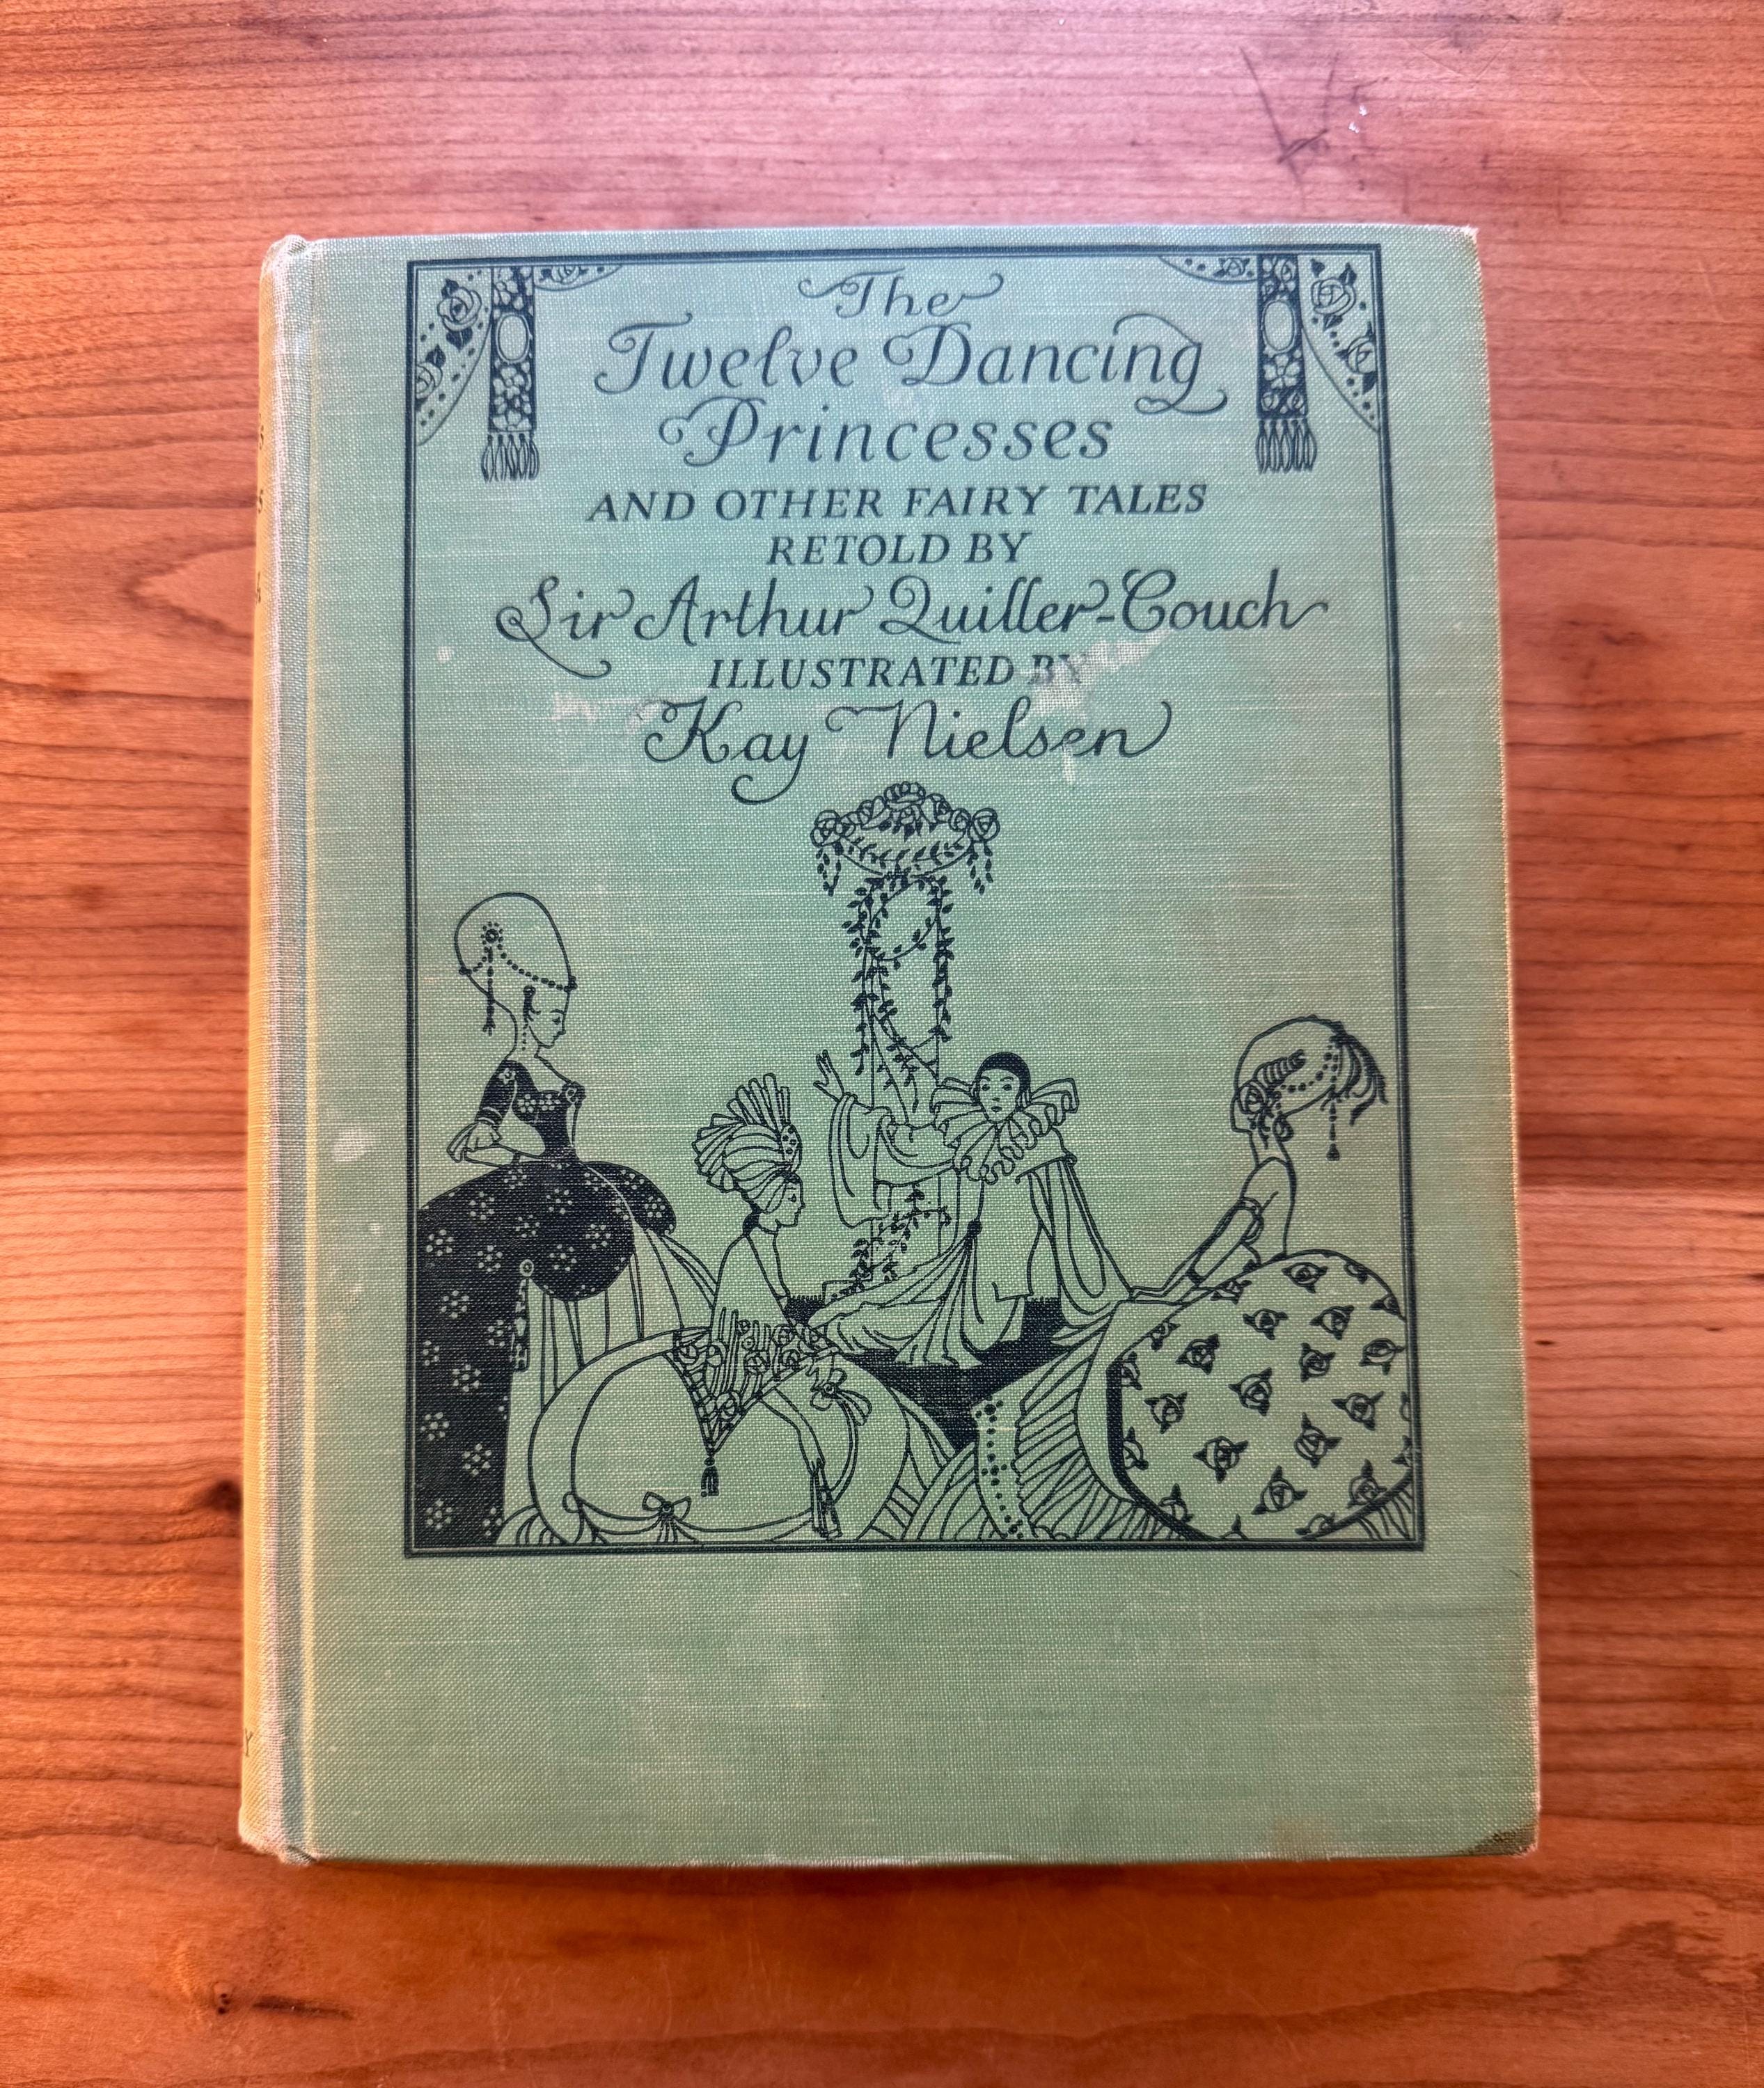 The
Twelve Dancing
Princesses
AND OTHER FAIRY TALES
RETOLD BY
Sir Arthur Quiller-Couch
ILLUSTRATED BY
Kay Nielsen